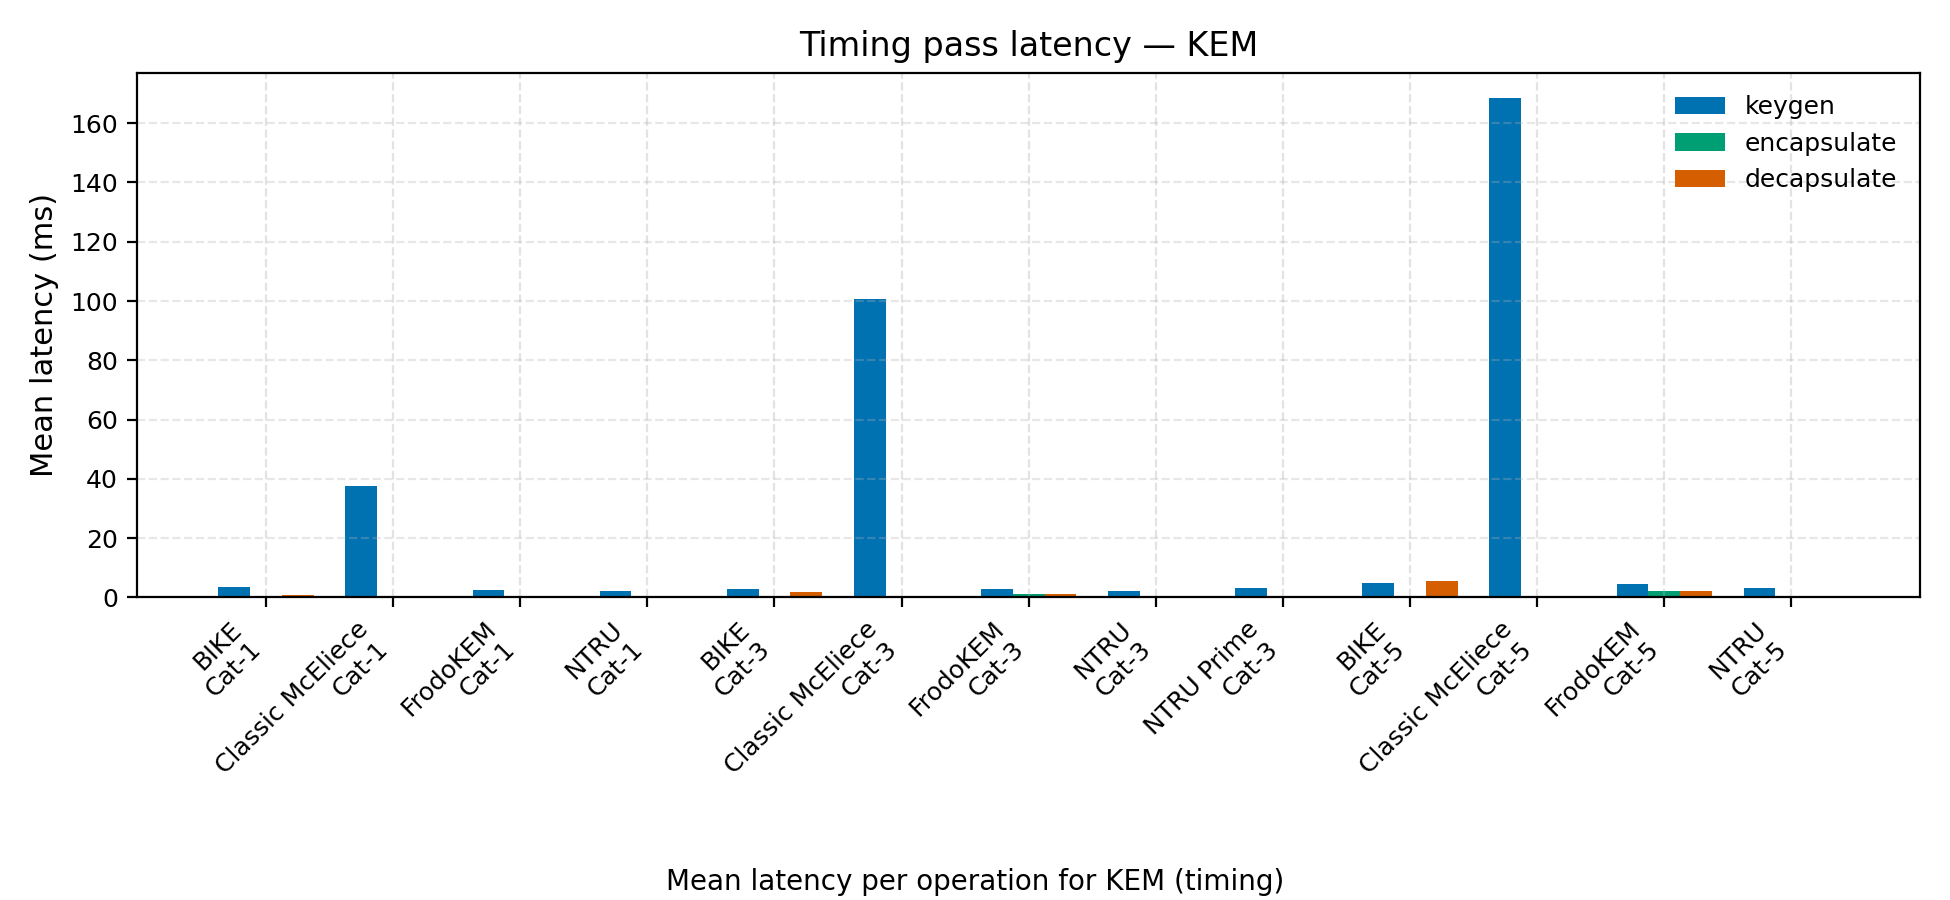 Timing pass latency — KEM
Mean latency (ms)
160
140
120
100
80
60
40
20
0
keygen
encapsulate
decapsulate
BIKE
Cat-1
Classic McEliece
Cat-1
FrodoKEM
Cat-1
NTRU
Cat-1
BIKE
Cat-3
Classic McEliece
Cat-3
FrodoKEM
Cat-3
NTRU
Cat-3
NTRU Prime
Cat-3
BIKE
Cat-5
Classic McEliece
Cat-5
FrodoKEM
Cat-5
NTRU
Cat-5
Mean latency per operation for KEM (timing)